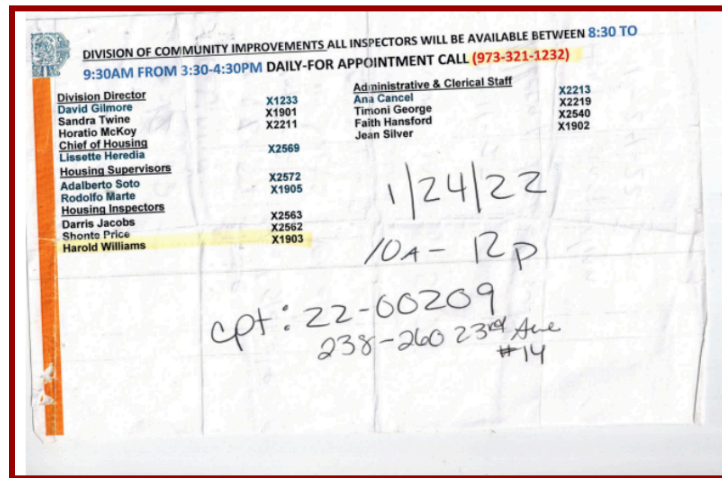 DIVISION OF COMMUNITY IMPROVEMENTS ALL INSPECTORS WILL BE AVAILABLE BETWEEN 8:30 TO
9:30AM FROM 3:30-4:30PM DAILY-FOR APPOINTMENT CALL (973-321-1232)
Division Director
David Gilmore X1233
Sandra Twine X1901
Horatio McKoy X2211
Chief of Housing
Lissette Heredia X2569
Housing Supervisors
Adalberto Soto X2572
Rodolfo Marte X1905
Housing Inspectors
Darris Jacobs X2563
Shonte Price X2562
Harold Williams X1903
Administrative & Clerical Staff
Ana Cancel X2213
Timoni George X2219
Faith Hansford X2540
Jean Silver X1902
1/24/22
10A - 12p
cpt: 22-00209
238-260 23rd Ave
#14